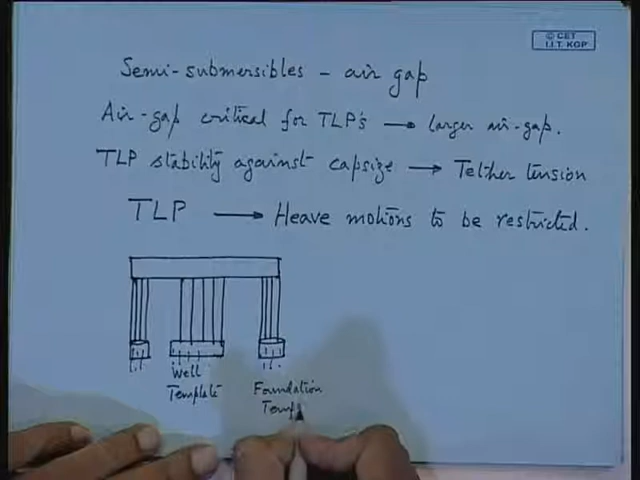 © CET
I.I.T. KGP
Semi-submersibles - air gap
Air-gap critical for TLP's → larger air-gap.
TLP stability against capsize → Tether tension
TLP → Heave motions to be restricted.
Well
Template
Foundation
Temp